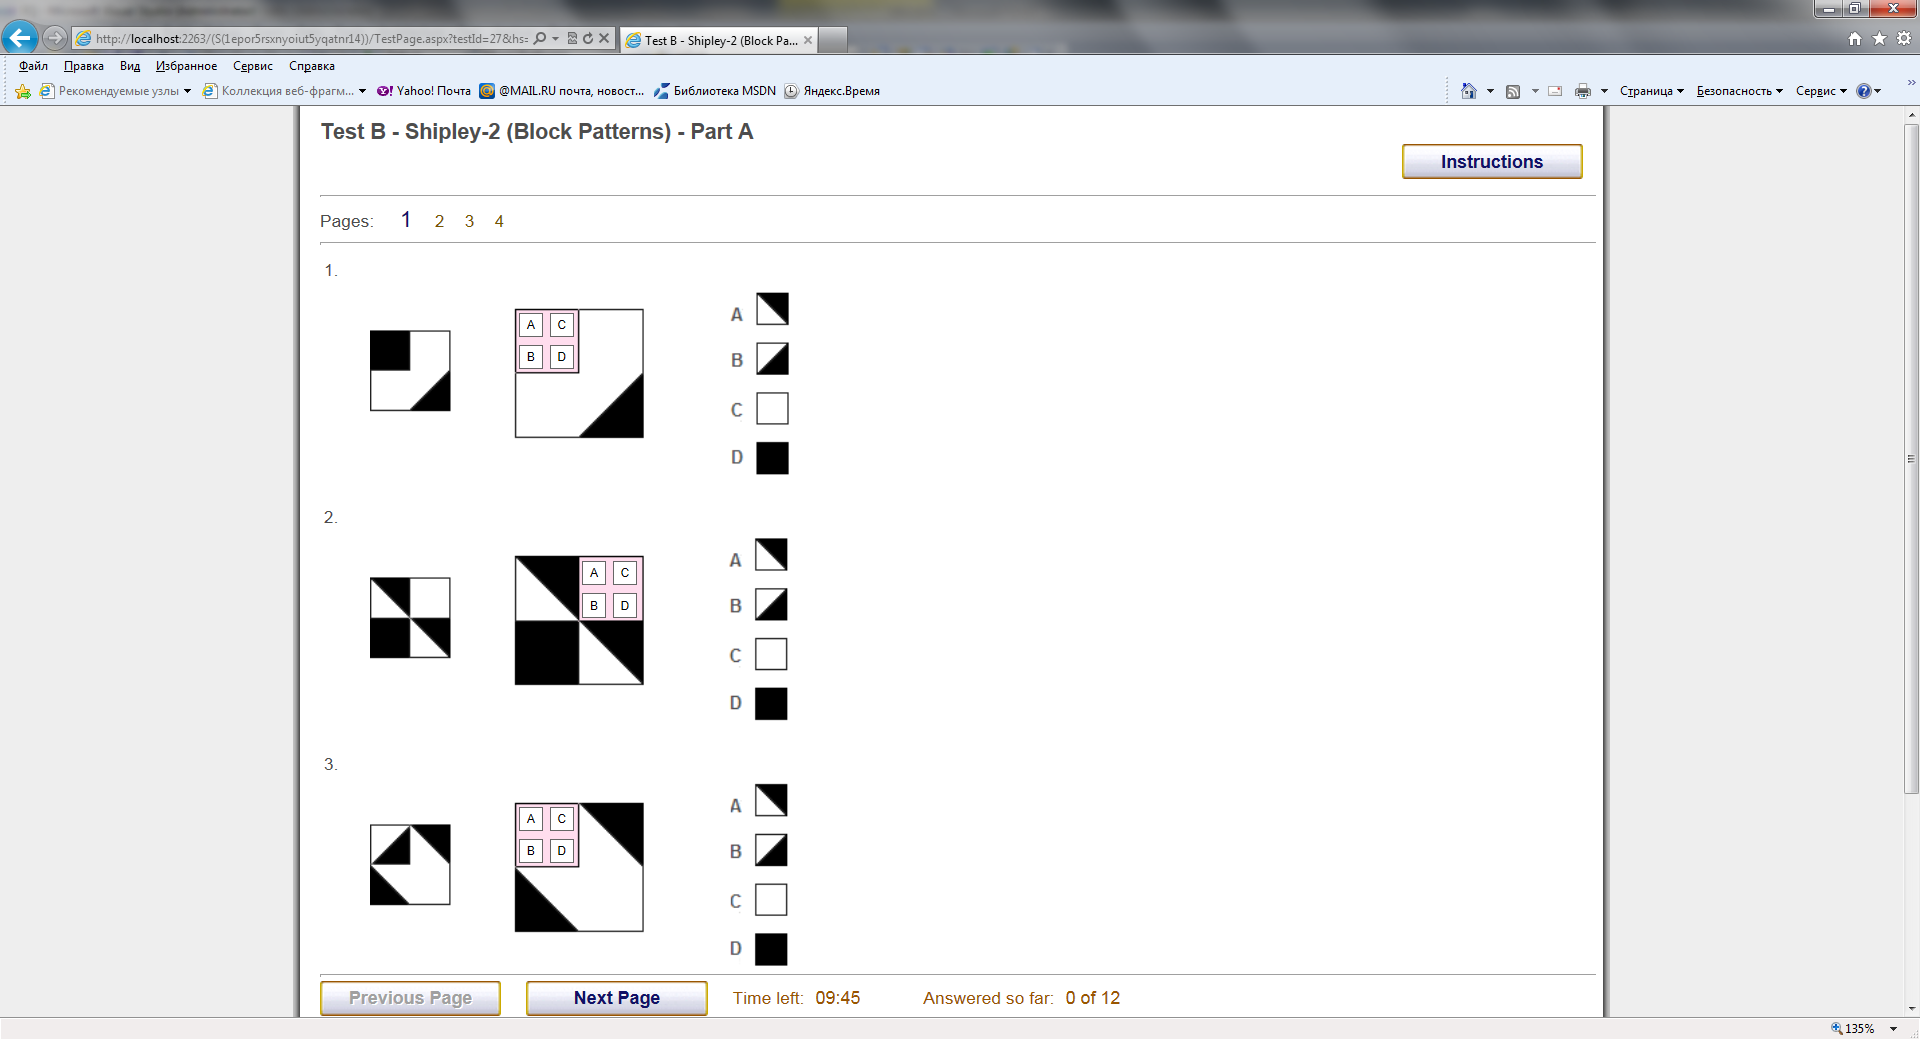 http://localhost:2263/(S(1epor5rsxnyoiut5yqatnr14))/TestPage.aspx?testId=27&hs=
Test B - Shipley-2 (Block Pa...
Файл Правка Вид Избранное Сервис Справка
Рекомендуемые узлы Коллекция веб-фрагм... Yahoo! Почта @MAIL.RU почта, новост... Библиотека MSDN Яндекс.Время Страница Безопасность Сервис
Test B - Shipley-2 (Block Patterns) - Part A
Instructions
Pages: 1 2 3 4
1.
A C
B D
A
B
C
D
2.
A C
B D
A
B
C
D
3.
A C
B D
A
B
C
D
Previous Page Next Page Time left: 09:45 Answered so far: 0 of 12
135%